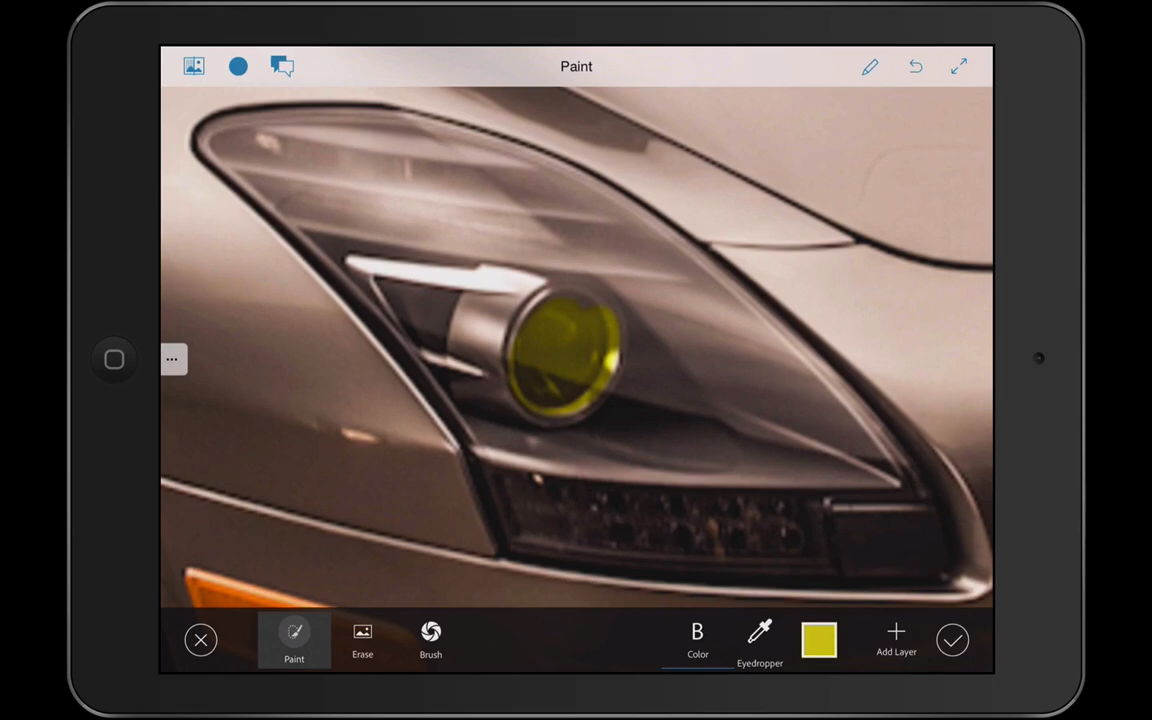 Paint
Paint
Erase
Brush
B
Color
Eyedropper
Add Layer